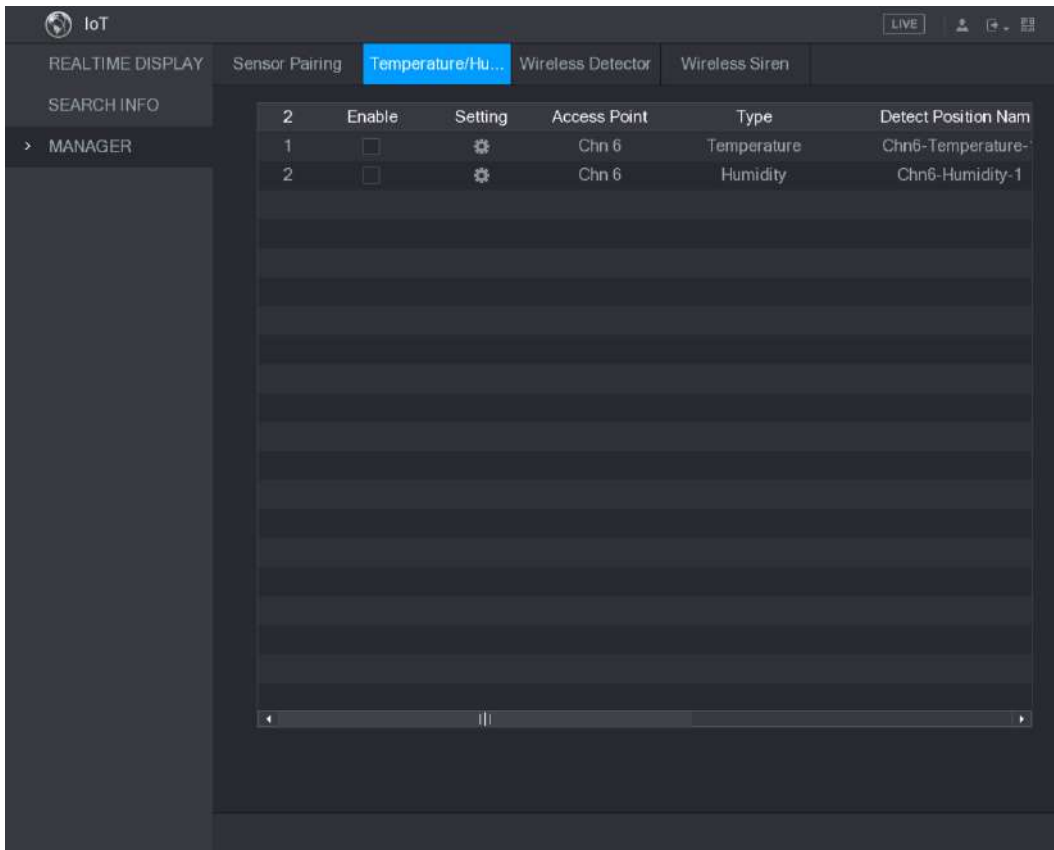 IoT LIVE
REALTIME DISPLAY
SEARCH INFO
MANAGER
Sensor Pairing Temperature/Hu... Wireless Detector Wireless Siren
2 Enable Setting Access Point Type Detect Position Nam
1 Chn 6 Temperature Chn6-Temperature-
2 Chn 6 Humidity Chn6-Humidity-1